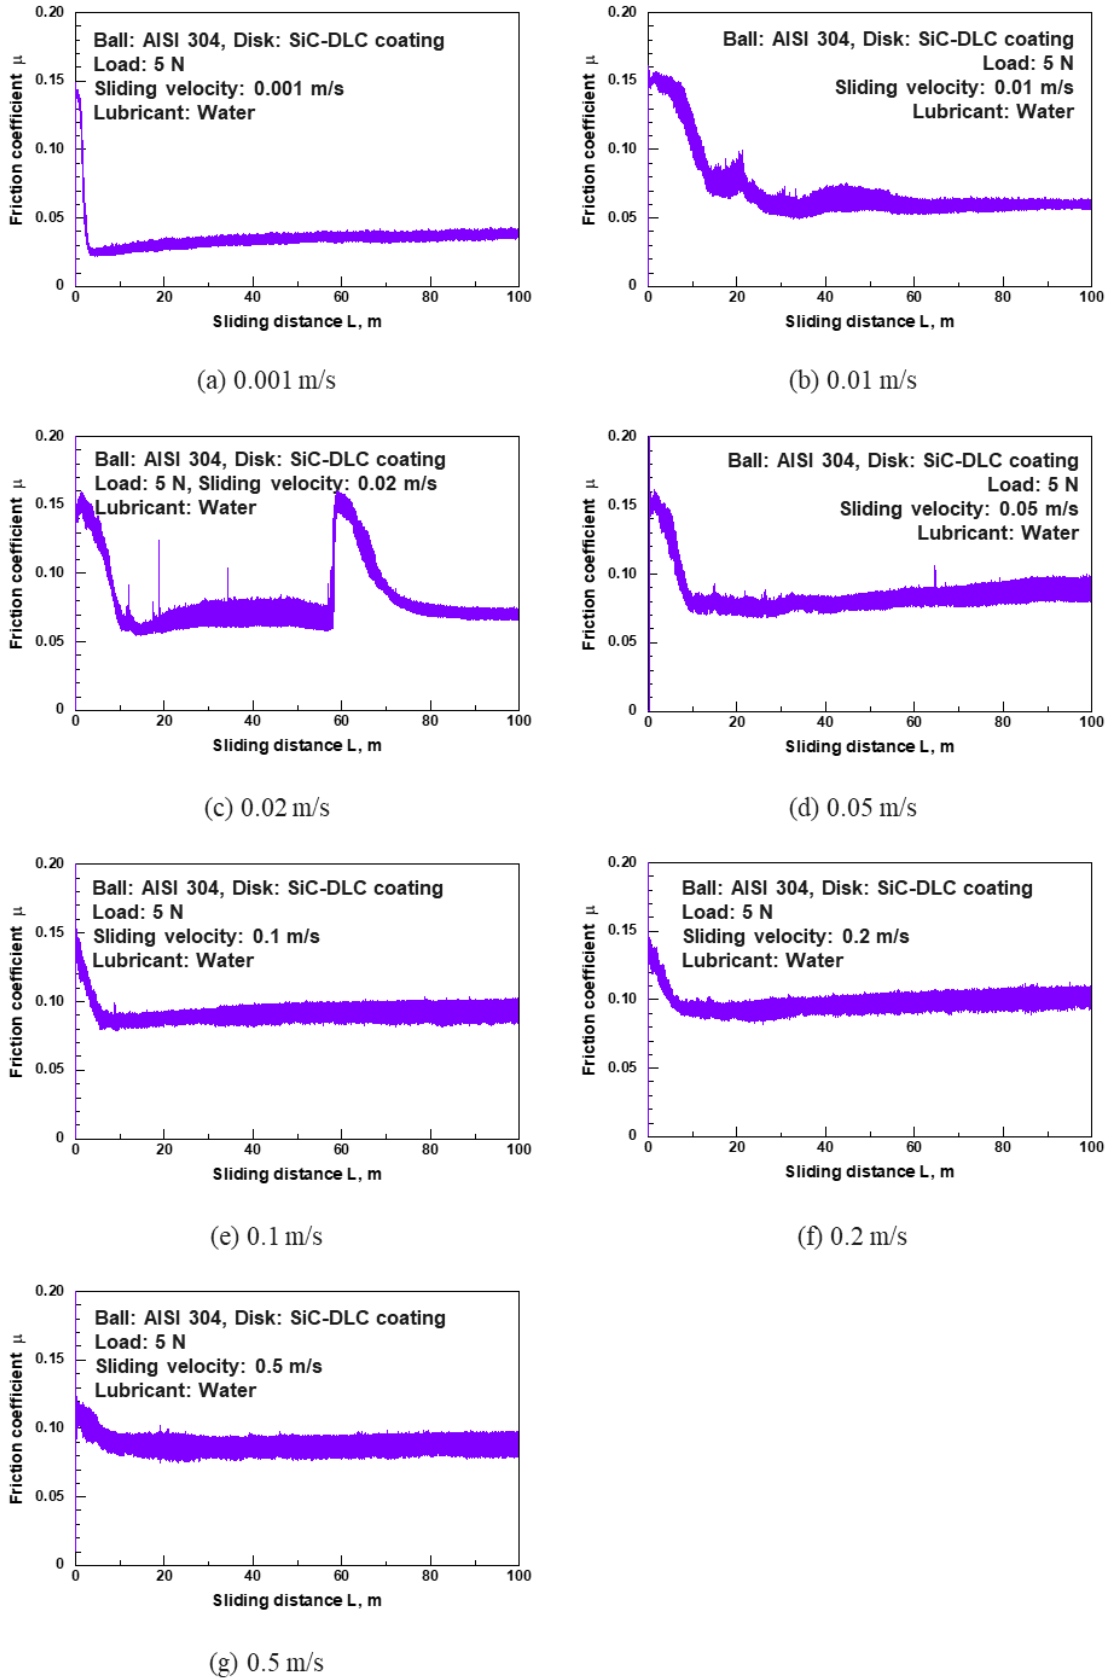 0.20
0.15
0.10
0.05
0
Friction coefficient μ
Ball: AISI 304, Disk: SiC-DLC coating
Load: 5 N
Sliding velocity: 0.001 m/s
Lubricant: Water
0 20 40 60 80 100
Sliding distance L, m
(a) 0.001 m/s
0.20
0.15
0.10
0.05
0
Friction coefficient μ
Ball: AISI 304, Disk: SiC-DLC coating
Load: 5 N
Sliding velocity: 0.01 m/s
Lubricant: Water
0 20 40 60 80 100
Sliding distance L, m
(b) 0.01 m/s
0.20
0.15
0.10
0.05
0
Friction coefficient μ
Ball: AISI 304, Disk: SiC-DLC coating
Load: 5 N, Sliding velocity: 0.02 m/s
Lubricant: Water
0 20 40 60 80 100
Sliding distance L, m
(c) 0.02 m/s
0.20
0.15
0.10
0.05
0
Friction coefficient μ
Ball: AISI 304, Disk: SiC-DLC coating
Load: 5 N
Sliding velocity: 0.05 m/s
Lubricant: Water
0 20 40 60 80 100
Sliding distance L, m
(d) 0.05 m/s
0.20
0.15
0.10
0.05
0
Friction coefficient μ
Ball: AISI 304, Disk: SiC-DLC coating
Load: 5 N
Sliding velocity: 0.1 m/s
Lubricant: Water
0 20 40 60 80 100
Sliding distance L, m
(e) 0.1 m/s
0.20
0.15
0.10
0.05
0
Friction coefficient μ
Ball: AISI 304, Disk: SiC-DLC coating
Load: 5 N
Sliding velocity: 0.2 m/s
Lubricant: Water
0 20 40 60 80 100
Sliding distance L, m
(f) 0.2 m/s
0.20
0.15
0.10
0.05
0
Friction coefficient μ
Ball: AISI 304, Disk: SiC-DLC coating
Load: 5 N
Sliding velocity: 0.5 m/s
Lubricant: Water
0 20 40 60 80 100
Sliding distance L, m
(g) 0.5 m/s